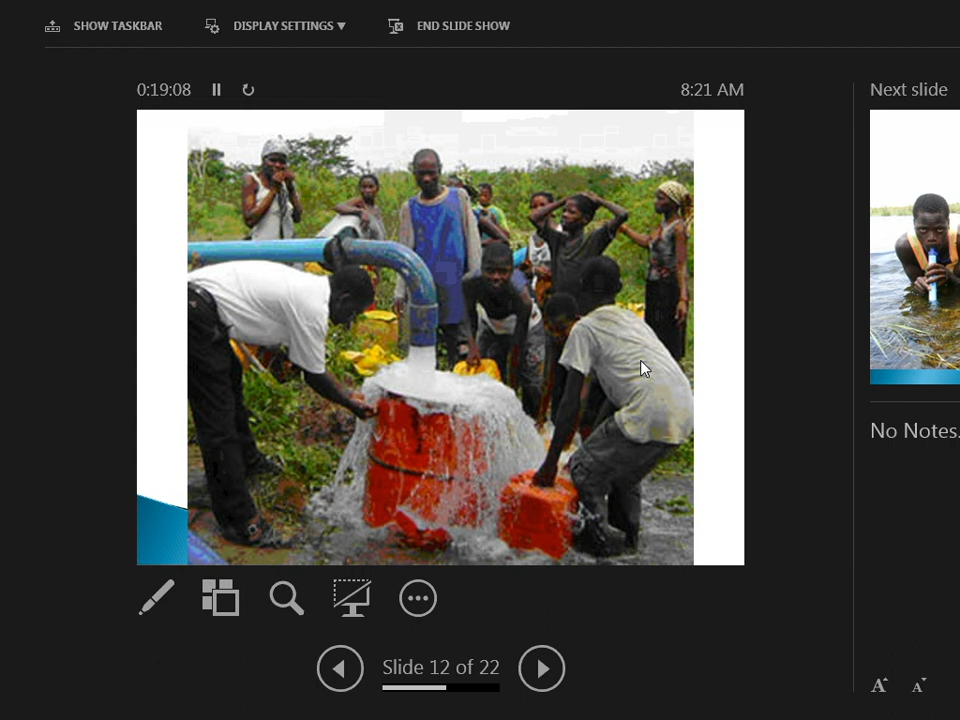 SHOW TASKBAR
DISPLAY SETTINGS ▼
END SLIDE SHOW
0:19:08
8:21 AM
Next slide
No Notes.
Slide 12 of 22
A A